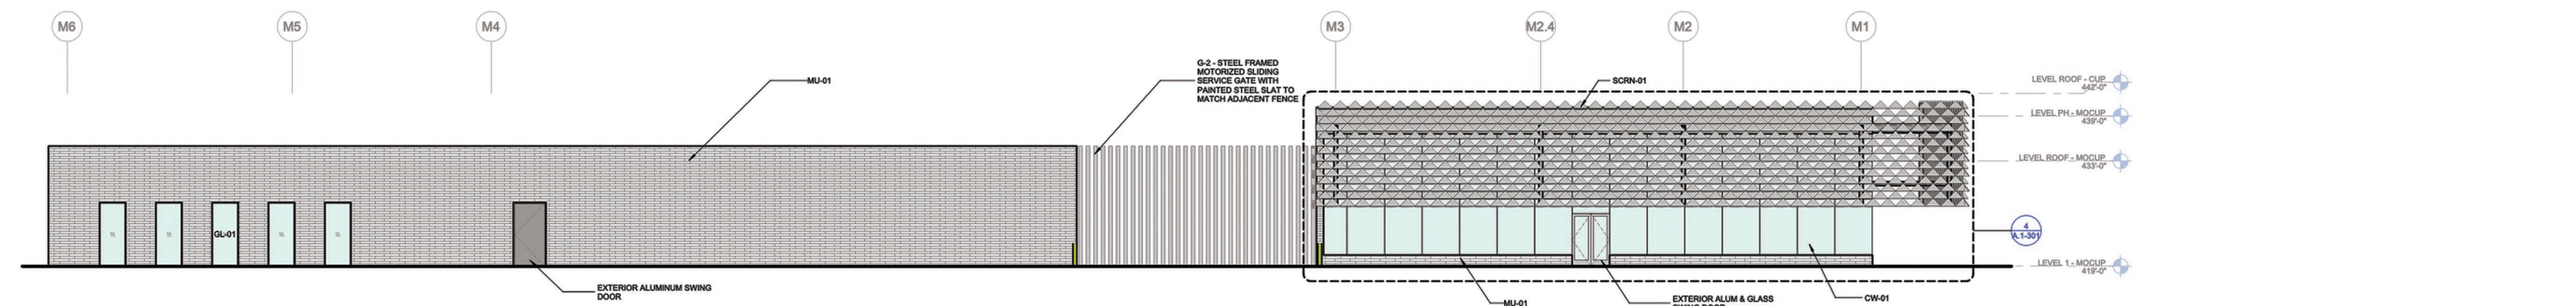 M6
M5
M4
M3
M2.4
M2
M1
MU-01
G-2 - STEEL FRAMED
MOTORIZED SLIDING
SERVICE GATE WITH
PAINTED STEEL SLAT TO
MATCH ADJACENT FENCE
SCRN-01
LEVEL ROOF - CUP
442'-0"
LEVEL PH - MOCUP
439'-0"
LEVEL ROOF - MOCUP
433'-0"
GL-01
4
A.1-301
LEVEL 1 - MOCUP
419'-0"
EXTERIOR ALUMINUM SWING
DOOR
MU-01
EXTERIOR ALUM & GLASS
SWING DOOR
CW-01